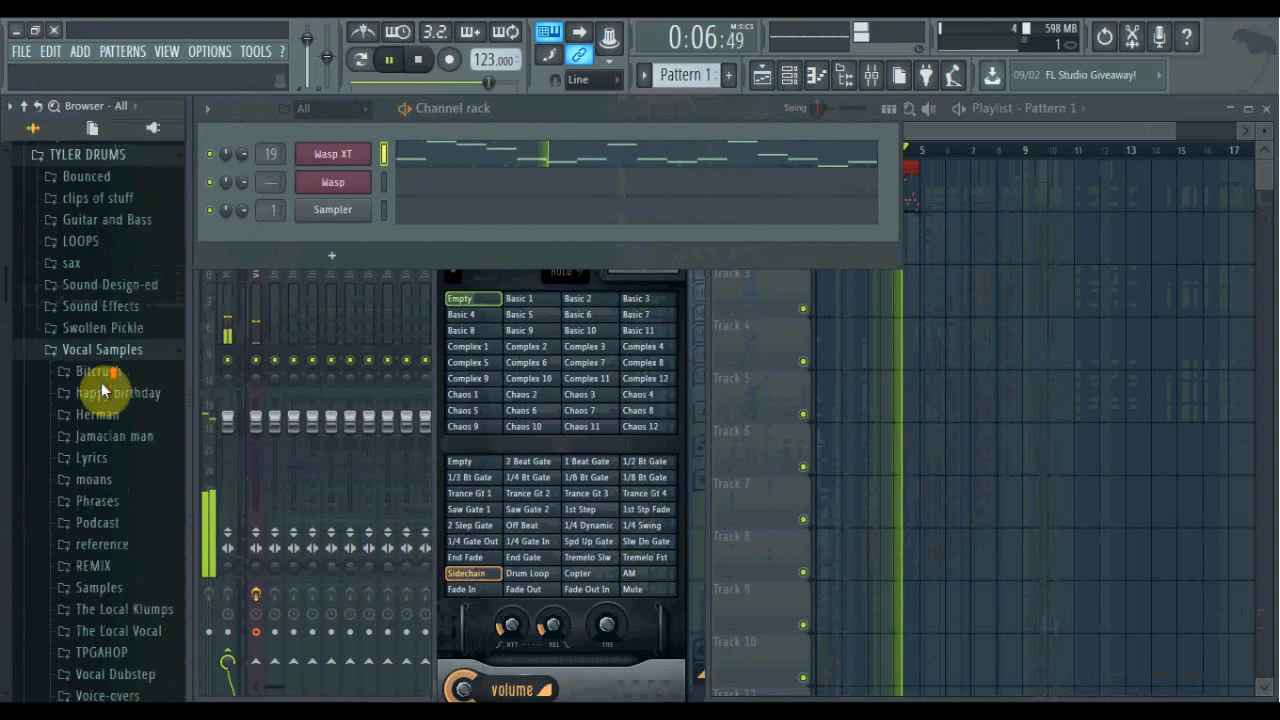 FILE EDIT ADD PATTERNS VIEW OPTIONS TOOLS ?
3.2.
123.000
0:06:49
M:S:CS
4
598 MB
1
Line
Pattern 1
09/02 FL Studio Giveaway!
Browser - All
All
Channel rack
Swing
Playlist - Pattern 1
TYLER DRUMS
Bounced
clips of stuff
Guitar and Bass
LOOPS
sax
Sound Design-ed
Sound Effects
Swollen Pickle
Vocal Samples
happy birthday
Herman
Jamacian man
Lyrics
moans
Phrases
Podcast
reference
REMIX
Samples
The Local Klumps
The Local Vocal
TPGAHOP
Vocal Dubstep
Voice-overs
19 Wasp XT
--- Wasp
1 Sampler
+
5 9 10 11 12 13 14 15 16 17
HOLD
Empty Basic 1 Basic 2 Basic 3
Basic 4 Basic 5 Basic 6 Basic 7
Basic 8 Basic 9 Basic 10 Basic 11
Complex 1 Complex 2 Complex 3 Complex 4
Complex 5 Complex 6 Complex 7 Complex 8
Complex 9 Complex 10 Complex 11 Complex 12
Chaos 1 Chaos 2 Chaos 3 Chaos 4
Chaos 5 Chaos 6 Chaos 7 Chaos 8
Chaos 9 Chaos 10 Chaos 11 Chaos 12
Empty 2 Beat Gate 1 Beat Gate 1/2 Bt Gate
1/3 Bt Gate 1/4 Bt Gate 1/6 Bt Gate 1/8 Bt Gate
Trance Gt 1 Trance Gt 2 Trance Gt 3 Trance Gt 4
Saw Gate 1 Saw Gate 2 1st Step 1st Stp Fade
2 Step Gate Off Beat 1/4 Dynamic 1/4 Swing
1/4 Gate Out 1/4 Gate In Spd Up Gate Slw Dn Gate
End Fade End Gate Tremelo Slw Tremelo Fst
Sidechain Drum Loop Copter AM
Fade In Fade Out Fade Out In Mute
ATT REL TNS
volume
Track 3
Track 4
Track 5
Track 6
Track 7
Track 8
Track 9
Track 10